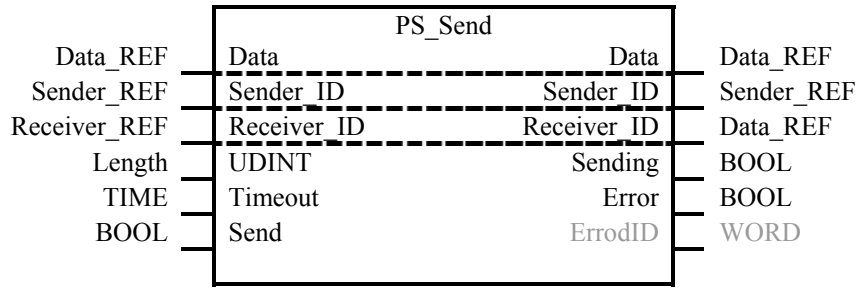 PS_Send
Data_REF Data Data Data_REF
Sender_REF Sender_ID Sender_ID Sender_REF
Receiver_REF Receiver_ID Receiver_ID Data_REF
Length UDINT Sending BOOL
TIME Timeout Error BOOL
BOOL Send ErrodID WORD